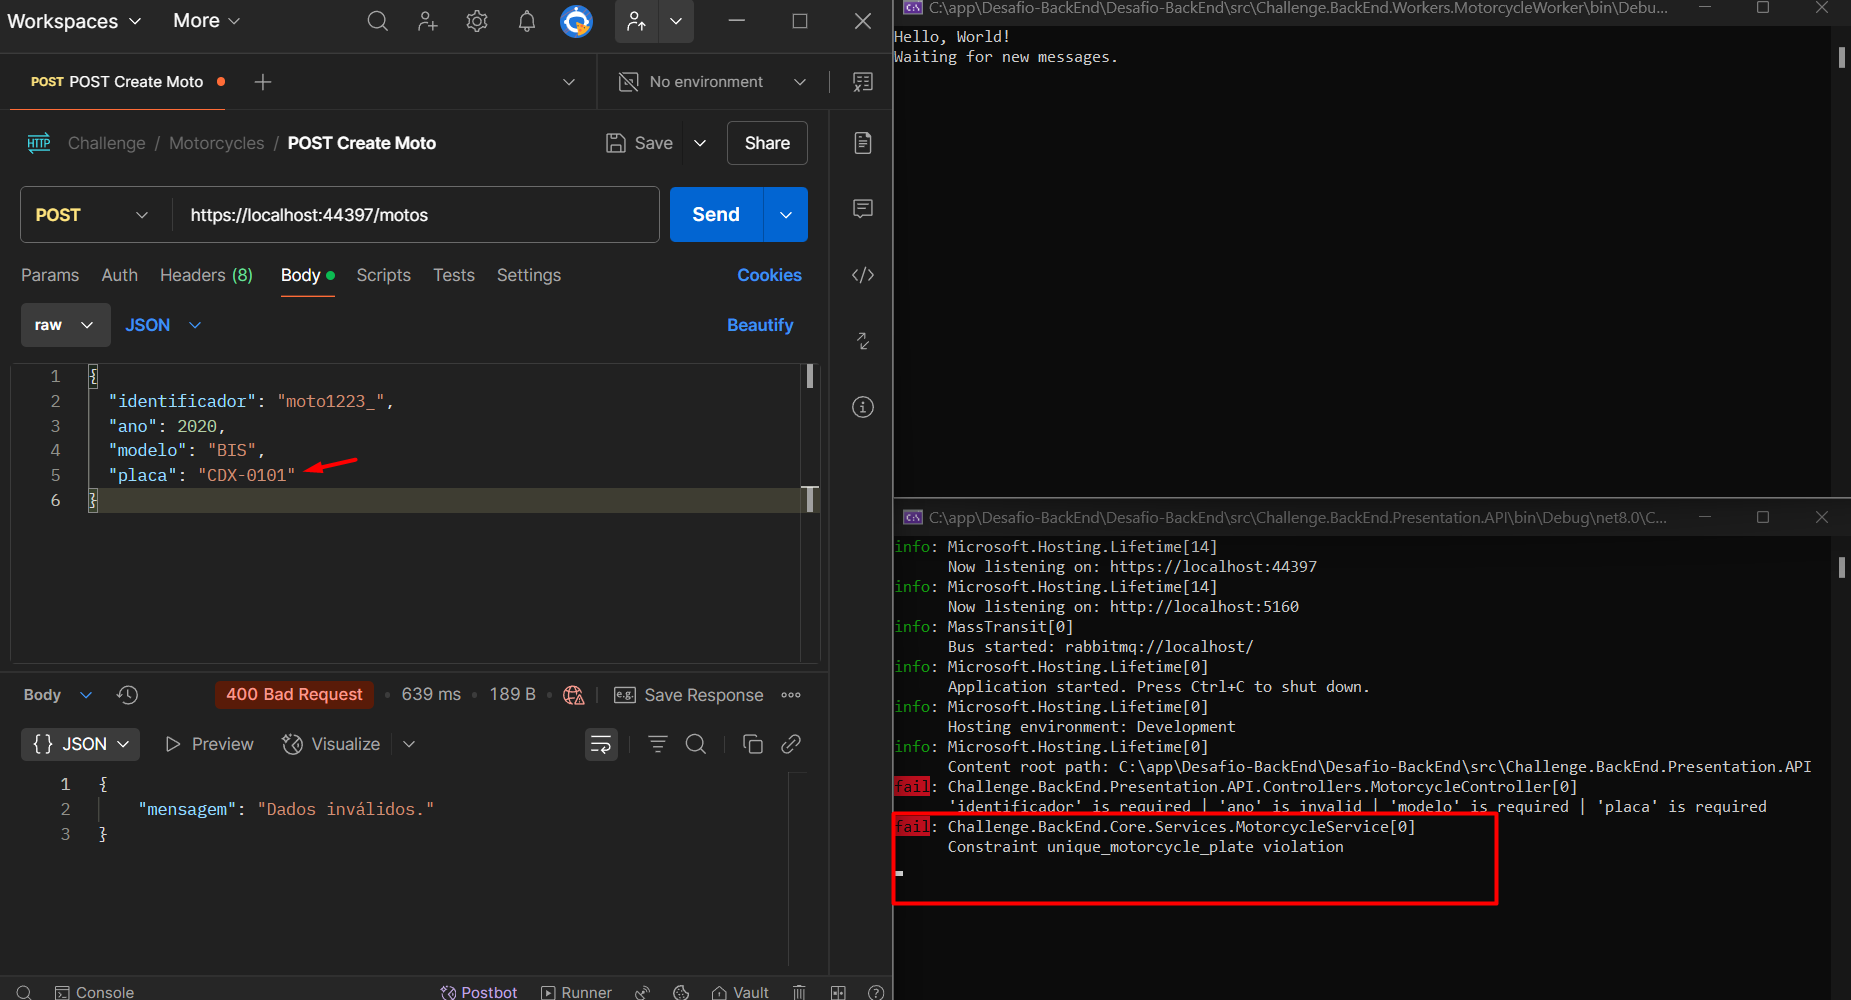 Workspaces More
POST POST Create Moto No environment
HTTP Challenge / Motorcycles / POST Create Moto Save Share
POST https://localhost:44397/motos Send
Params Auth Headers (8) Body Scripts Tests Settings Cookies
raw JSON Beautify
1 {
2 "identificador": "moto1223_",
3 "ano": 2020,
4 "modelo": "BIS",
5 "placa": "CDX-0101"
6 }
Body 400 Bad Request 639 ms 189 B e.g. Save Response
{} JSON Preview Visualize
1 {
2 "mensagem": "Dados inválidos."
3 }
Console Postbot Runner Vault
C:\app\Desafio-BackEnd\Desafio-BackEnd\src\Challenge.BackEnd.Workers.MotorcycleWorker\bin\Debu...
Hello, World!
Waiting for new messages.
C:\app\Desafio-BackEnd\Desafio-BackEnd\src\Challenge.BackEnd.Presentation.API\bin\Debug\net8.0\C...
info: Microsoft.Hosting.Lifetime[14]
Now listening on: https://localhost:44397
info: Microsoft.Hosting.Lifetime[14]
Now listening on: http://localhost:5160
info: MassTransit[0]
Bus started: rabbitmq://localhost/
info: Microsoft.Hosting.Lifetime[0]
Application started. Press Ctrl+C to shut down.
info: Microsoft.Hosting.Lifetime[0]
Hosting environment: Development
info: Microsoft.Hosting.Lifetime[0]
Content root path: C:\app\Desafio-BackEnd\Desafio-BackEnd\src\Challenge.BackEnd.Presentation.API
fail: Challenge.BackEnd.Presentation.API.Controllers.MotorcycleController[0]
'identificador' is required | 'ano' is invalid | 'modelo' is required | 'placa' is required
fail: Challenge.BackEnd.Core.Services.MotorcycleService[0]
Constraint unique_motorcycle_plate violation